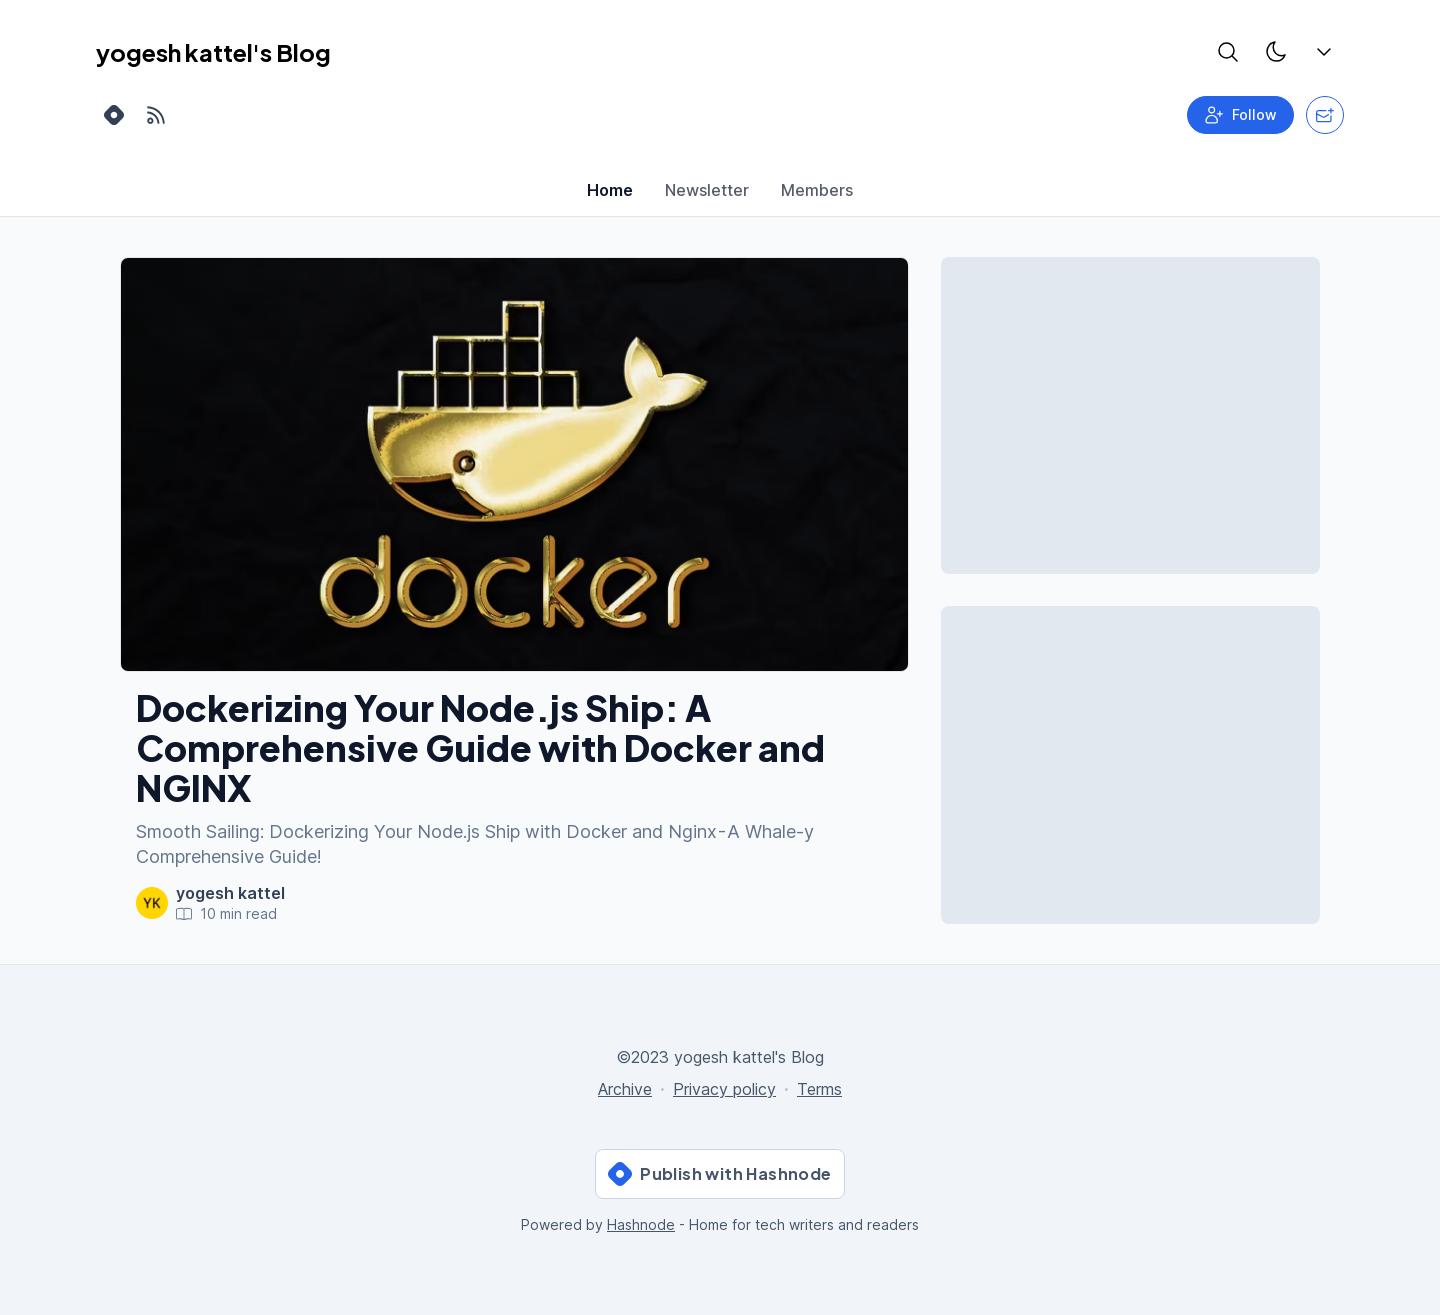 yogesh kattel's Blog
Follow
Home
Newsletter
Members
docker
Dockerizing Your Node.js Ship: A
Comprehensive Guide with Docker and
NGINX
Smooth Sailing: Dockerizing Your Node.js Ship with Docker and Nginx-A Whale-y
Comprehensive Guide!
YK
yogesh kattel
10 min read
©2023 yogesh kattel's Blog
Archive · Privacy policy · Terms
Publish with Hashnode
Powered by Hashnode - Home for tech writers and readers